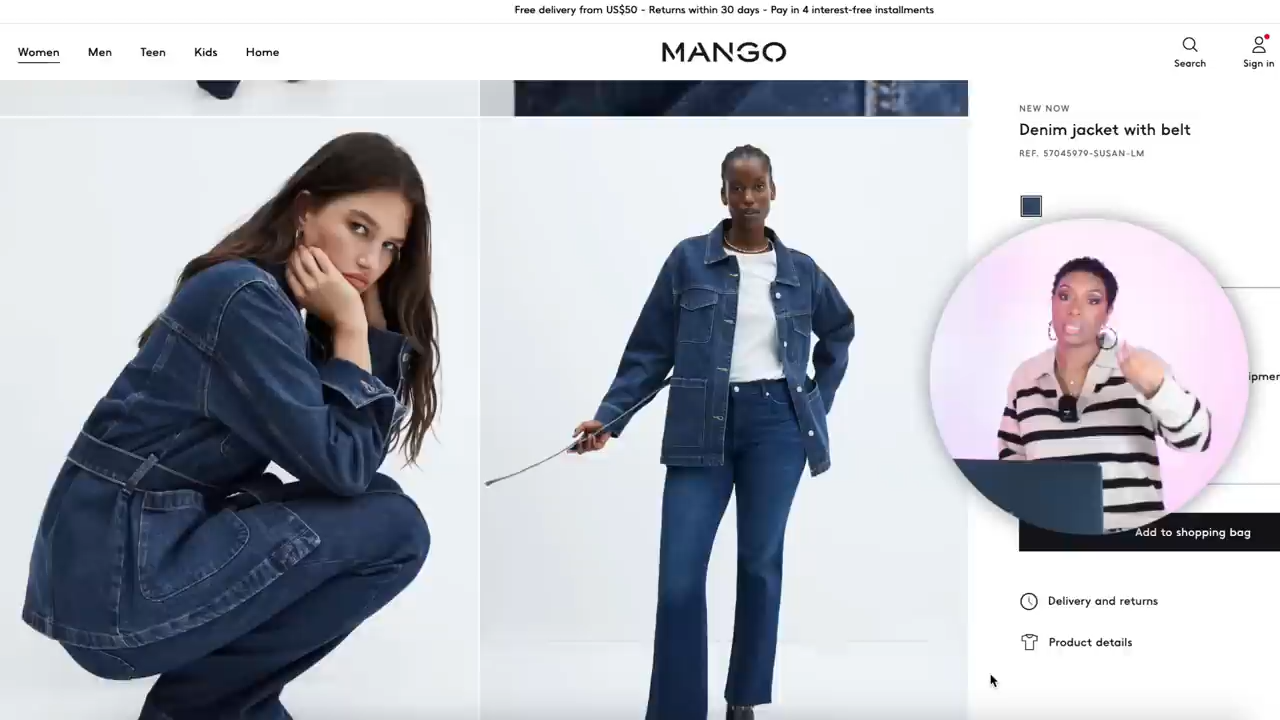 Free delivery from US$50 - Returns within 30 days - Pay in 4 interest-free installments
Women Men Teen Kids Home
MANGO
Search
Sign in
NEW NOW
Denim jacket with belt
REF. 57045979-SUSAN-LM
Add to shopping bag
Delivery and returns
Product details